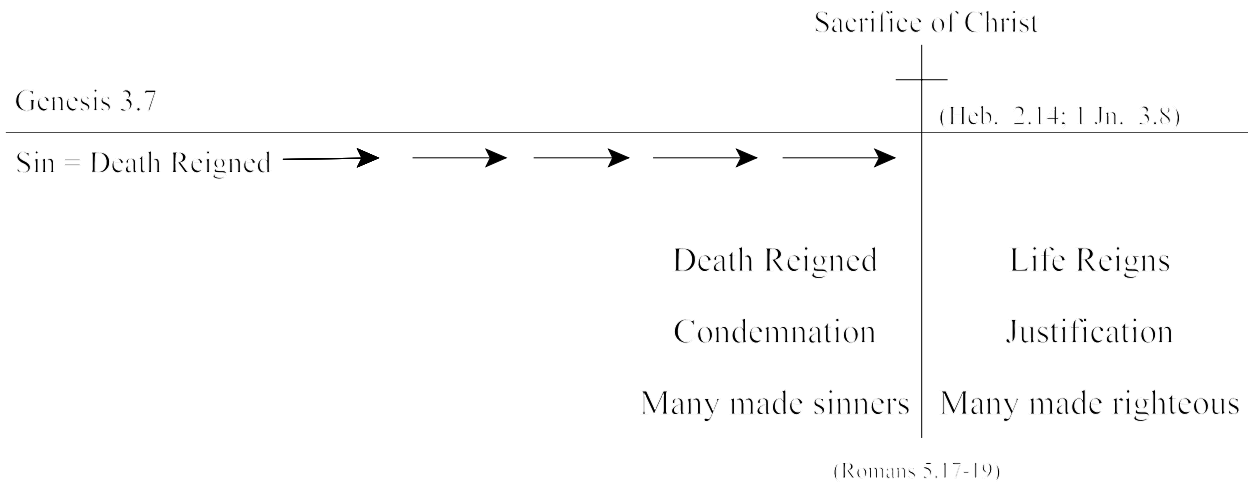 Sacrifice of Christ
Genesis 3.7
(Heb. 2.14; 1 Jn. 3.8)
Sin = Death Reigned
Death Reigned
Life Reigns
Condemnation
Justification
Many made sinners
Many made righteous
(Romans 5.17-19)